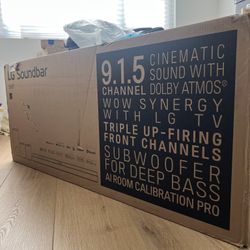 LG Soundbar
9.1.5
CHANNEL
CINEMATIC
SOUND WITH
DOLBY ATMOS®
WOW SYNERGY
WITH LG TV
TRIPLE UP-FIRING
FRONT CHANNELS
SUBWOOFER
FOR DEEP BASS
AI ROOM CALIBRATION PRO